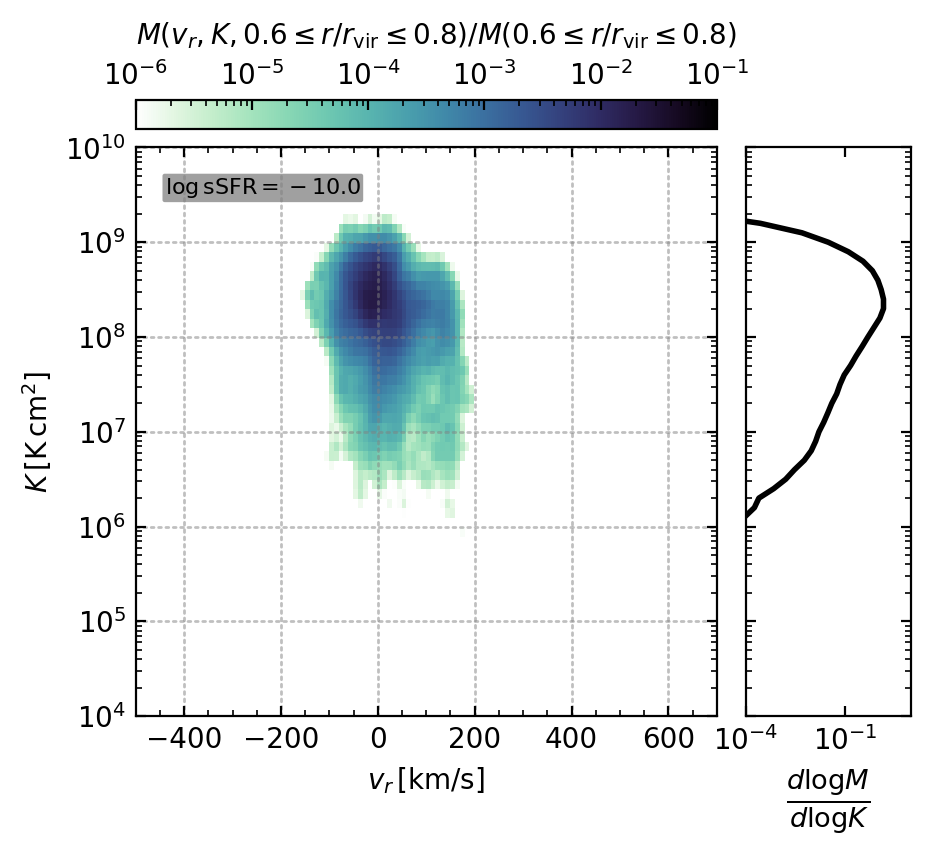 M(v_r, K, 0.6 ≤ r/r_vir ≤ 0.8)/M(0.6 ≤ r/r_vir ≤ 0.8)
10^−6 10^−5 10^−4 10^−3 10^−2 10^−1
log sSFR = −10.0
10^10
10^9
10^8
10^7
10^6
10^5
10^4
K [K cm^2]
−400 −200 0 200 400 600
v_r [km/s]
10^−4 10^−1
dlogM
dlogK